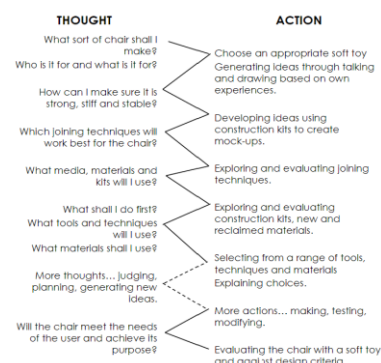 THOUGHT
What sort of chair shall I
make?
Who is it for and what is it for?
How can I make sure it is
strong, stiff and stable?
Which joining techniques will
work best for the chair?
What media, materials and
kits will I use?
What shall I do first?
What tools and techniques
will I use?
What materials shall I use?
More thoughts... judging,
planning, generating new
ideas.
Will the chair meet the needs
of the user and achieve its
purpose?
ACTION
Choose an appropriate soft toy
Generating ideas through talking
and drawing based on own
experiences.
Developing ideas using
construction kits to create
mock-ups.
Exploring and evaluating joining
techniques.
Exploring and evaluating
construction kits, new and
reclaimed materials.
Selecting from a range of tools,
techniques and materials
Explaining choices.
More actions... making, testing,
modifying.
Evaluating the chair with a soft toy
and against design criteria